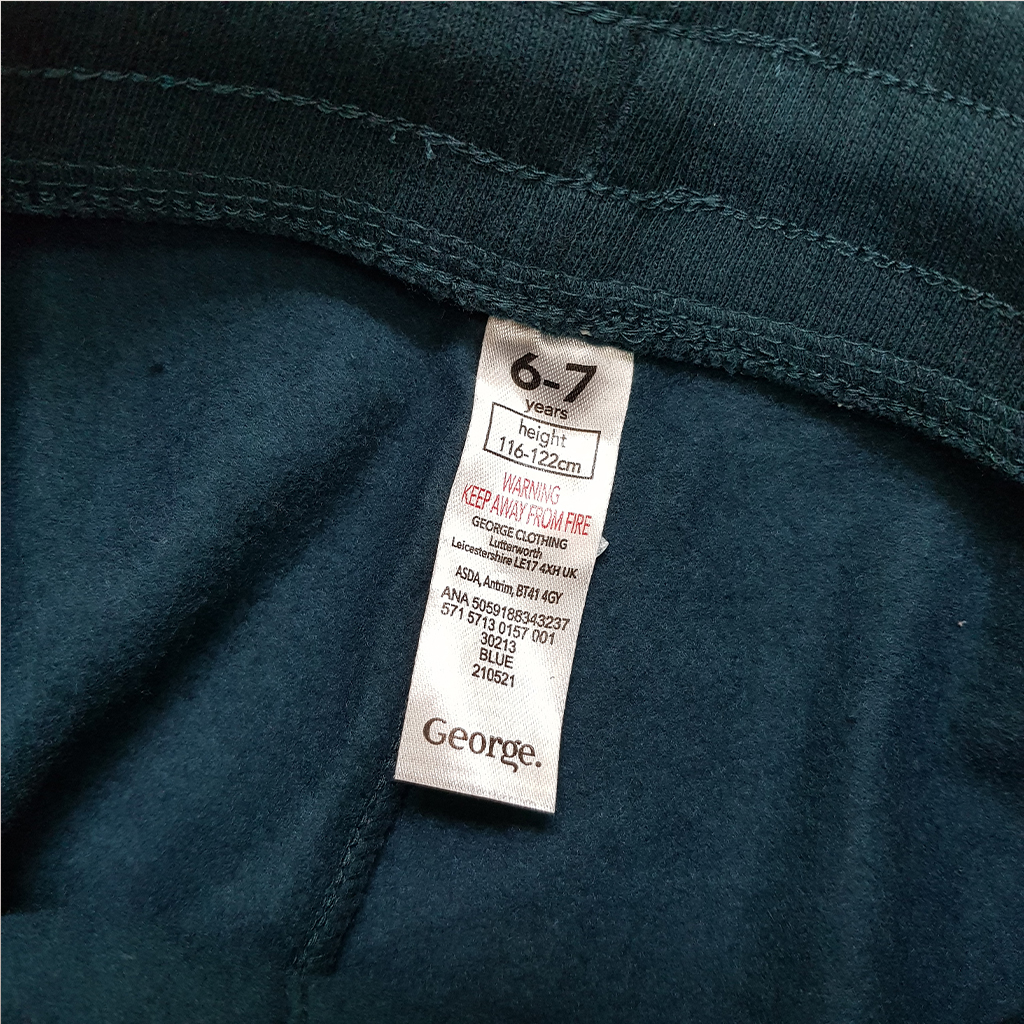 6-7
years
height
116-122cm
WARNING
KEEP AWAY FROM FIRE
GEORGE CLOTHING
Lutterworth
Leicestershire LE17 4XH UK
ASDA, Antrim, BT41 4GY
ANA 5059188343237
571 5713 0157 001
30213
BLUE
210521
George.